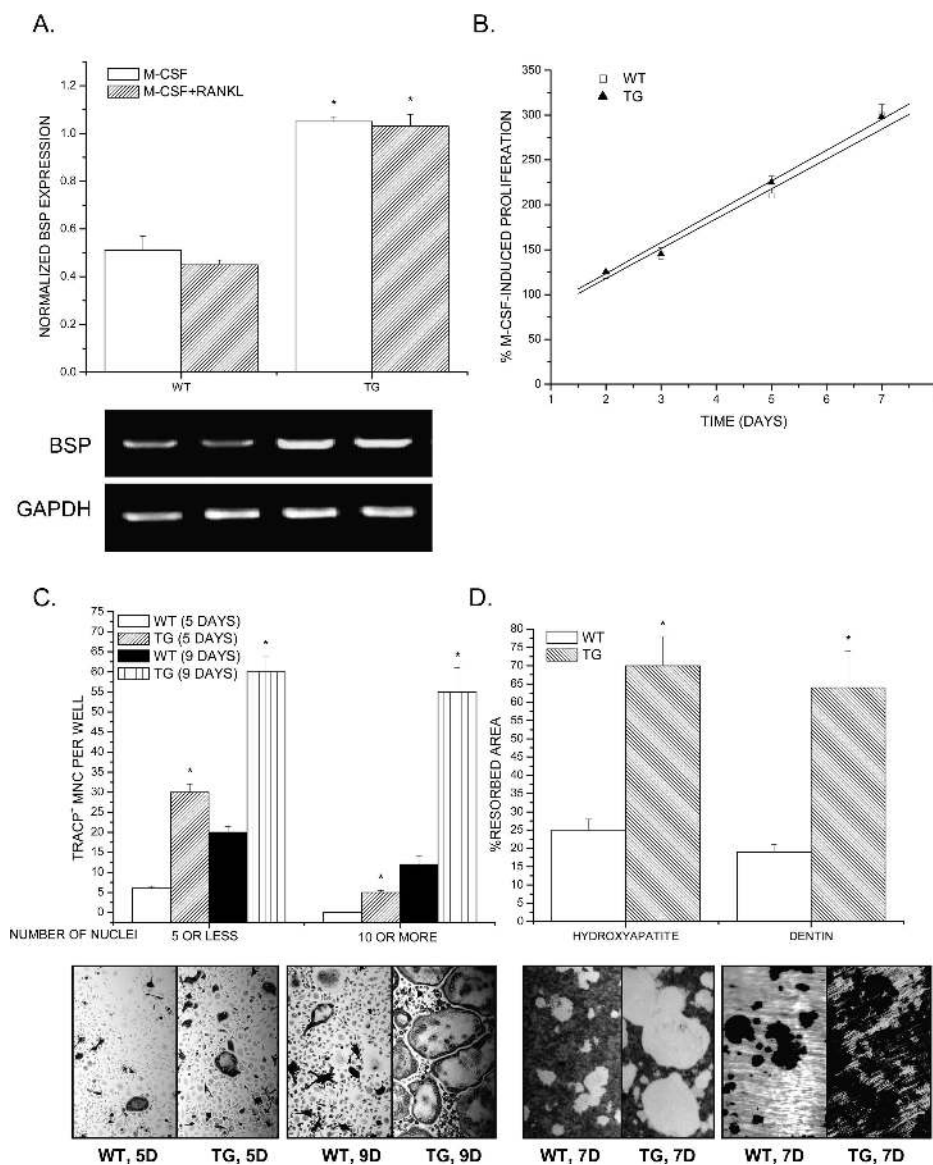 A.
M-CSF
M-CSF+RANKL
NORMALIZED BSP EXPRESSION
1.2
1.0
0.8
0.6
0.4
0.2
0.0
* *
WT TG
BSP
GAPDH
B.
WT
TG
% M-CSF-INDUCED PROLIFERATION
350
300
250
200
150
100
50
0
1 2 3 4 5 6 7
TIME (DAYS)
C.
WT (5 DAYS)
TG (5 DAYS)
WT (9 DAYS)
TG (9 DAYS)
TRACP⁻ MNC PER WELL
75
70
65
60
55
50
45
40
35
30
25
20
15
10
5
0
* * * *
NUMBER OF NUCLEI 5 OR LESS 10 OR MORE
WT, 5D TG, 5D WT, 9D TG, 9D
D.
WT
TG
%RESORBED AREA
80
75
70
65
60
55
50
45
40
35
30
25
20
15
10
5
0
* *
HYDROXYAPATITE DENTIN
WT, 7D TG, 7D WT, 7D TG, 7D